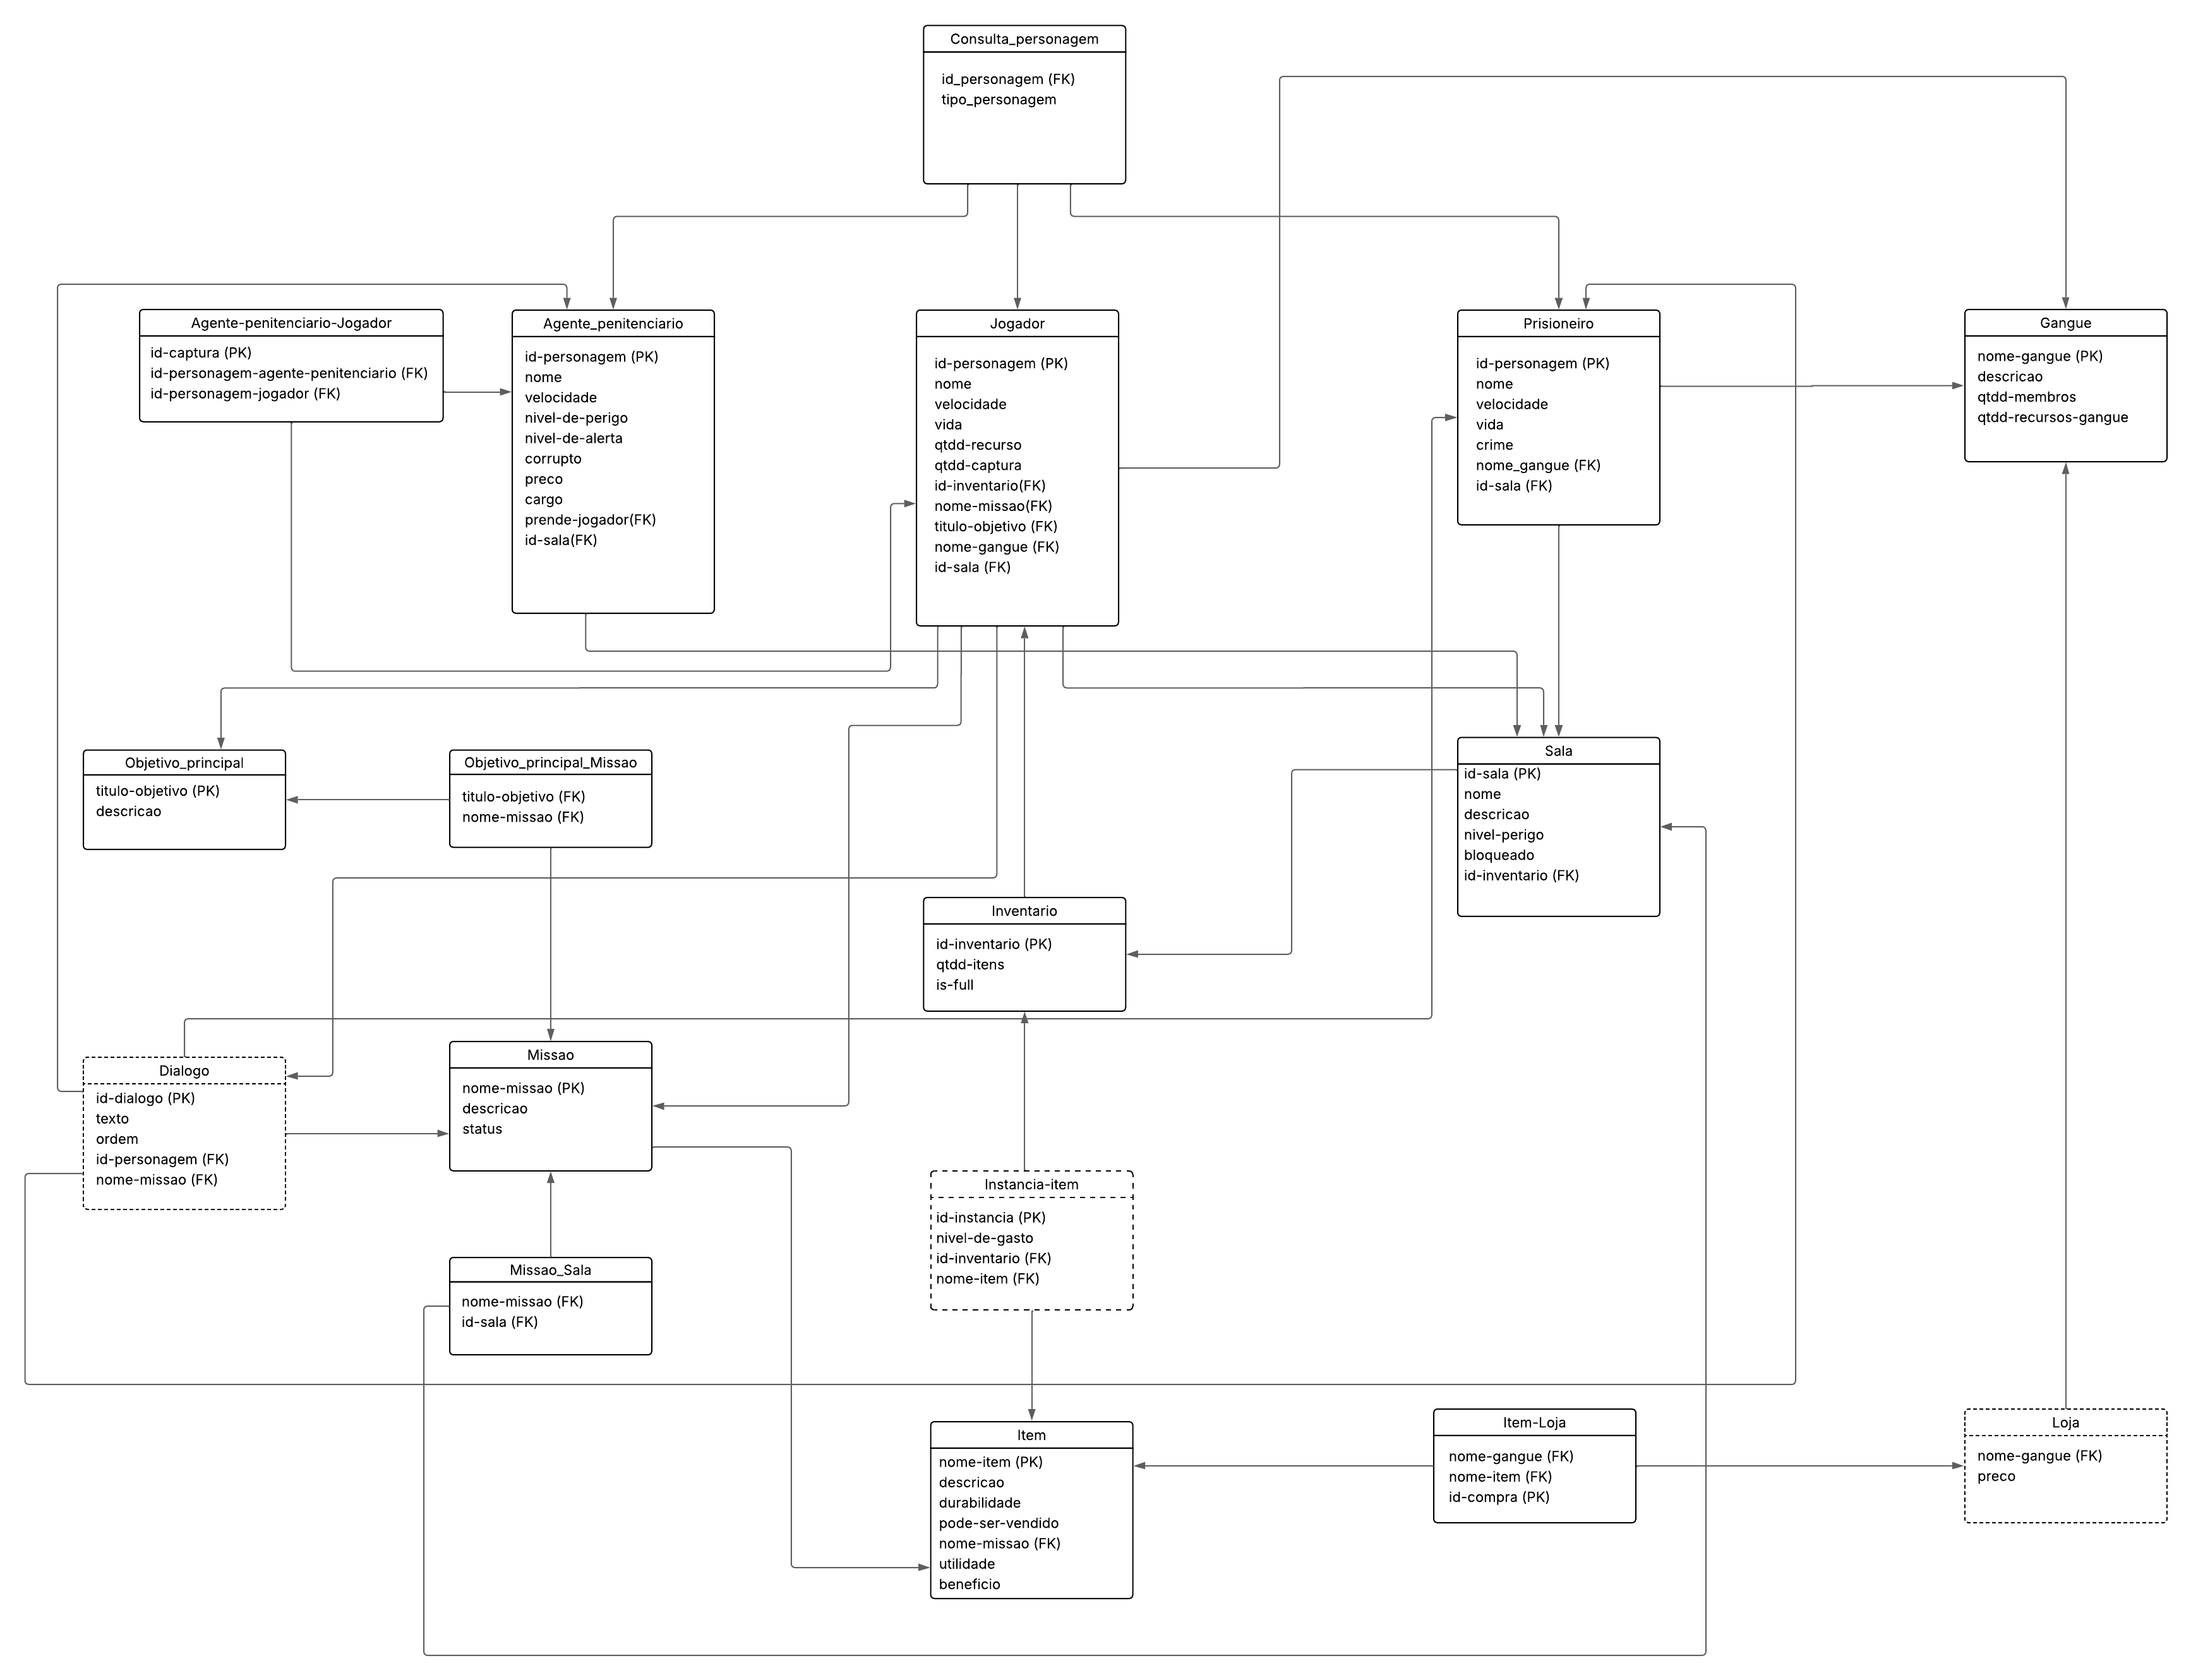 Consulta_personagem
id_personagem (FK)
tipo_personagem
Agente-penitenciario-Jogador
id-captura (PK)
id-personagem-agente-penitenciario (FK)
id-personagem-jogador (FK)
Agente_penitenciario
id-personagem (PK)
nome
velocidade
nivel-de-perigo
nivel-de-alerta
corrupto
preco
cargo
prende-jogador(FK)
id-sala(FK)
Jogador
id-personagem (PK)
nome
velocidade
vida
qtdd-recurso
qtdd-captura
id-inventario(FK)
nome-missao(FK)
titulo-objetivo (FK)
nome-gangue (FK)
id-sala (FK)
Prisioneiro
id-personagem (PK)
nome
velocidade
vida
crime
nome_gangue (FK)
id-sala (FK)
Gangue
nome-gangue (PK)
descricao
qtdd-membros
qtdd-recursos-gangue
Objetivo_principal
titulo-objetivo (PK)
descricao
Objetivo_principal_Missao
titulo-objetivo (FK)
nome-missao (FK)
Sala
id-sala (PK)
nome
descricao
nivel-perigo
bloqueado
id-inventario (FK)
Inventario
id-inventario (PK)
qtdd-itens
is-full
Dialogo
id-dialogo (PK)
texto
ordem
id-personagem (FK)
nome-missao (FK)
Missao
nome-missao (PK)
descricao
status
Instancia-item
id-instancia (PK)
nivel-de-gasto
id-inventario (FK)
nome-item (FK)
Missao_Sala
nome-missao (FK)
id-sala (FK)
Item
nome-item (PK)
descricao
durabilidade
pode-ser-vendido
nome-missao (FK)
utilidade
beneficio
Item-Loja
nome-gangue (FK)
nome-item (FK)
id-compra (PK)
Loja
nome-gangue (FK)
preco